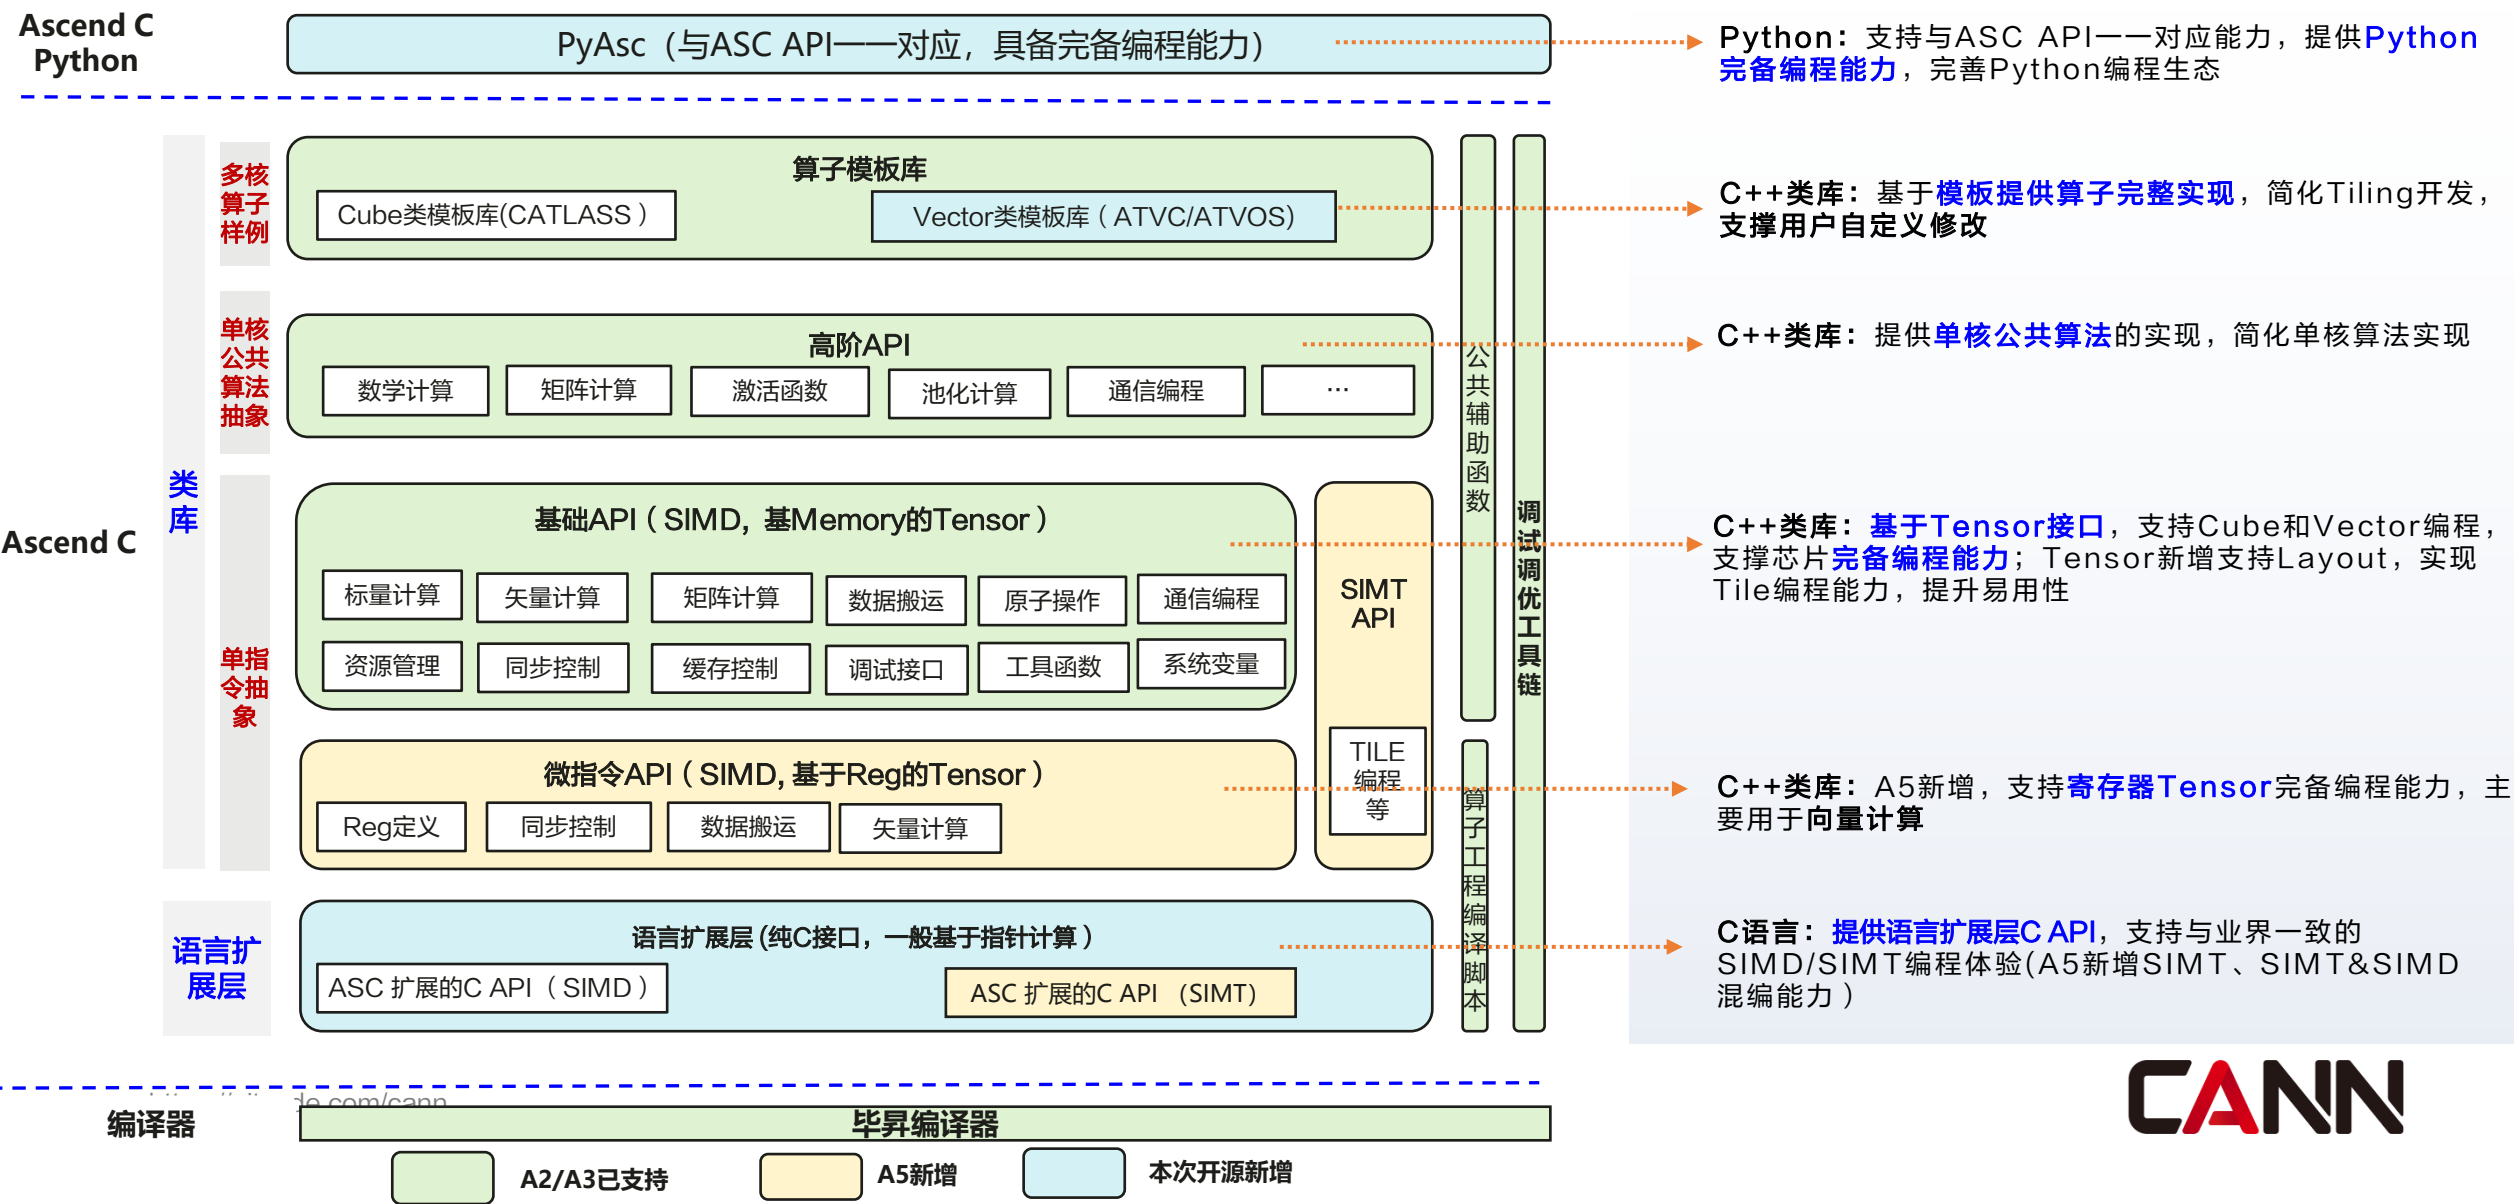 Ascend C
Python
PyAsc（与ASC API一一对应，具备完备编程能力）
Python：支持与ASC API一一对应能力，提供Python
完备编程能力，完善Python编程生态
Ascend C
类
库
多核
算子
样例
算子模板库
Cube类模板库(CATLASS）
Vector类模板库（ATVC/ATVOS）
C++类库：基于模板提供算子完整实现，简化Tiling开发，
支撑用户自定义修改
单核
公共
算法
抽象
高阶API
数学计算
矩阵计算
激活函数
池化计算
通信编程
...
C++类库：提供单核公共算法的实现，简化单核算法实现
单指
令抽
象
基础API（SIMD，基Memory的Tensor）
标量计算
矢量计算
矩阵计算
数据搬运
原子操作
通信编程
资源管理
同步控制
缓存控制
调试接口
工具函数
系统变量
SIMT
API
TILE
编程
等
公共辅助函数
调试调优工具链
C++类库：基于Tensor接口，支持Cube和Vector编程，
支撑芯片完备编程能力；Tensor新增支持Layout，实现
Tile编程能力，提升易用性
微指令API（SIMD, 基于Reg的Tensor）
Reg定义
同步控制
数据搬运
矢量计算
算子工程编译脚本
C++类库：A5新增，支持寄存器Tensor完备编程能力，主
要用于向量计算
语言扩
展层
语言扩展层(纯C接口，一般基于指针计算）
ASC 扩展的C API（SIMD）
ASC 扩展的C API （SIMT）
C语言：提供语言扩展层C API，支持与业界一致的
SIMD/SIMT编程体验(A5新增SIMT、SIMT&SIMD
混编能力）
CANN
de.com/cann
编译器
毕昇编译器
A2/A3已支持
A5新增
本次开源新增